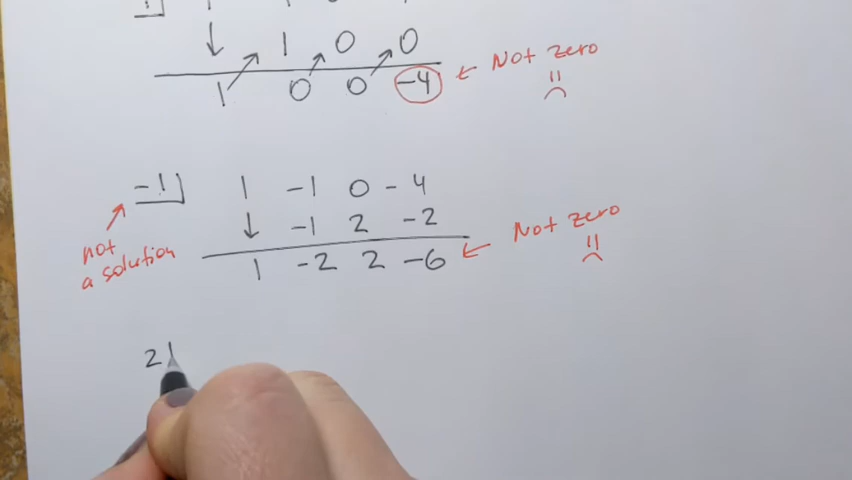 1 0 0
1 0 0 -4 Not zero
-1 1 -1 0 -4
-1 2 -2 Not zero
not a solution
1 -2 2 -6
2